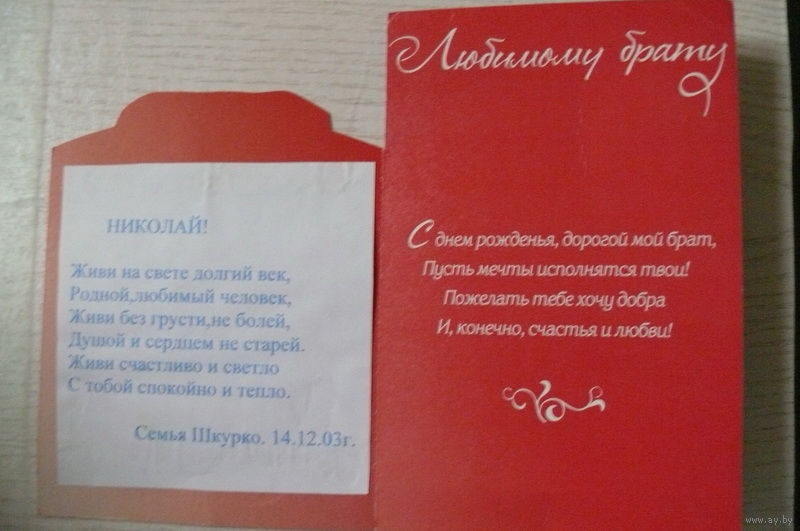 НИКОЛАЙ!
Живи на свете долгий век,
Родной,любимый человек,
Живи без грусти,не болей,
Душой и сердцем не старей.
Живи счастливо и светло
С тобой спокойно и тепло.
Семья Шкурко. 14.12.03г.
Любимому брату
С днем рожденья, дорогой мой брат,
Пусть мечты исполнятся твои!
Пожелать тебе хочу добра
И, конечно, счастья и любви!
www.ay.by